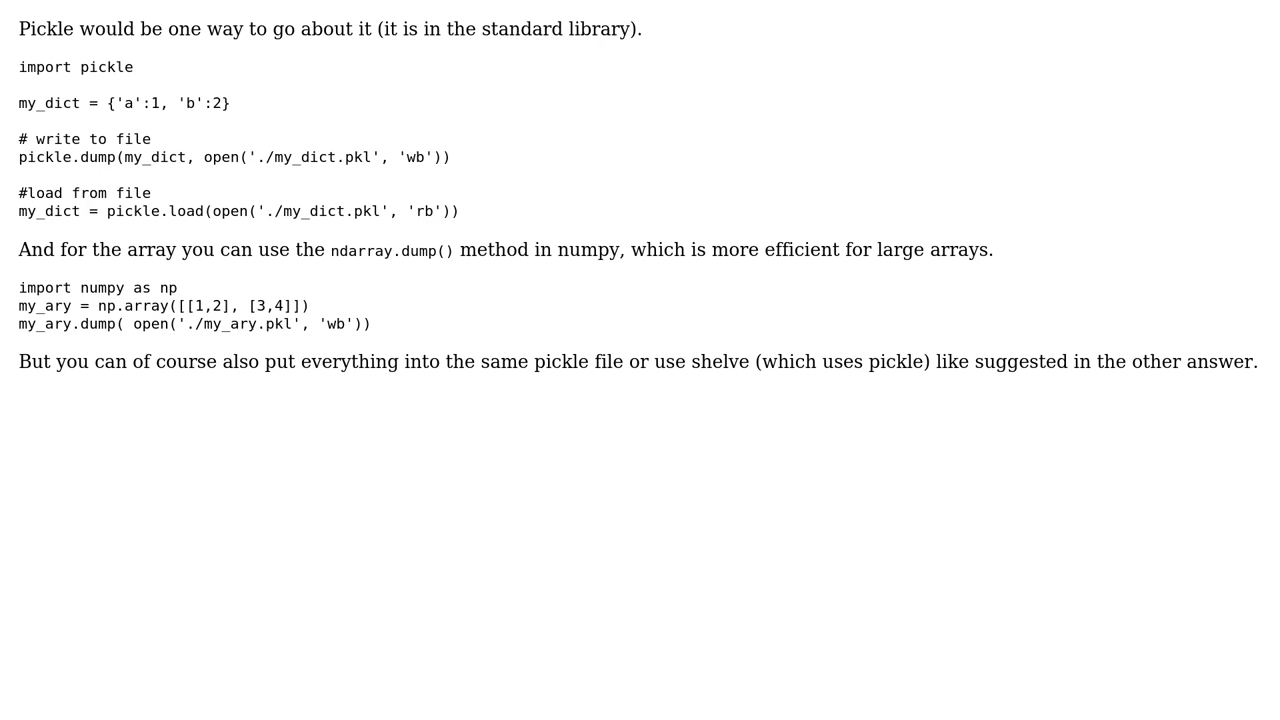 Pickle would be one way to go about it (it is in the standard library).
import pickle
my_dict = {'a':1, 'b':2}
# write to file
pickle.dump(my_dict, open('./my_dict.pkl', 'wb'))
#load from file
my_dict = pickle.load(open('./my_dict.pkl', 'rb'))
And for the array you can use the ndarray.dump() method in numpy, which is more efficient for large arrays.
import numpy as np
my_ary = np.array([[1,2], [3,4]])
my_ary.dump( open('./my_ary.pkl', 'wb'))
But you can of course also put everything into the same pickle file or use shelve (which uses pickle) like suggested in the other answer.